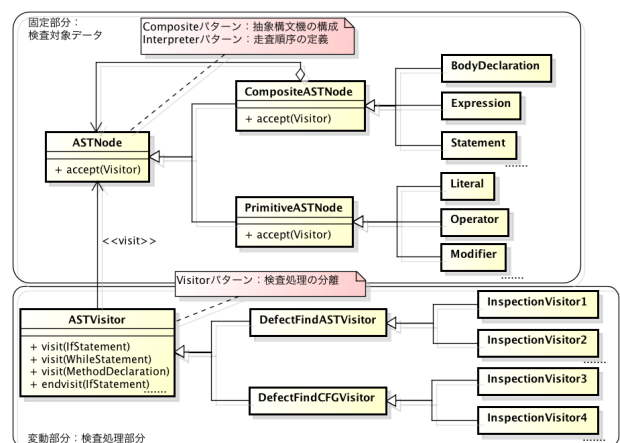 固定部分：
検査対象データ
Compositeパターン：抽象構文機の構成
Interpreterパターン：走査順序の定義
BodyDeclaration
CompositeASTNode
+ accept(Visitor)
Expression
ASTNode
+ accept(Visitor)
Statement
.......
Literal
PrimitiveASTNode
+ accept(Visitor)
Operator
Modifier
.......
<<visit>>
Visitorパターン：検査処理の分離
ASTVisitor
+ visit(IfStatement)
+ visit(WhileStatement)
+ visit(MethodDeclaration)
+ endvisit(IfStatement)
.......
DefectFindASTVisitor
InspectionVisitor1
InspectionVisitor2
.......
DefectFindCFGVisitor
InspectionVisitor3
InspectionVisitor4
.......
変動部分：検査処理部分